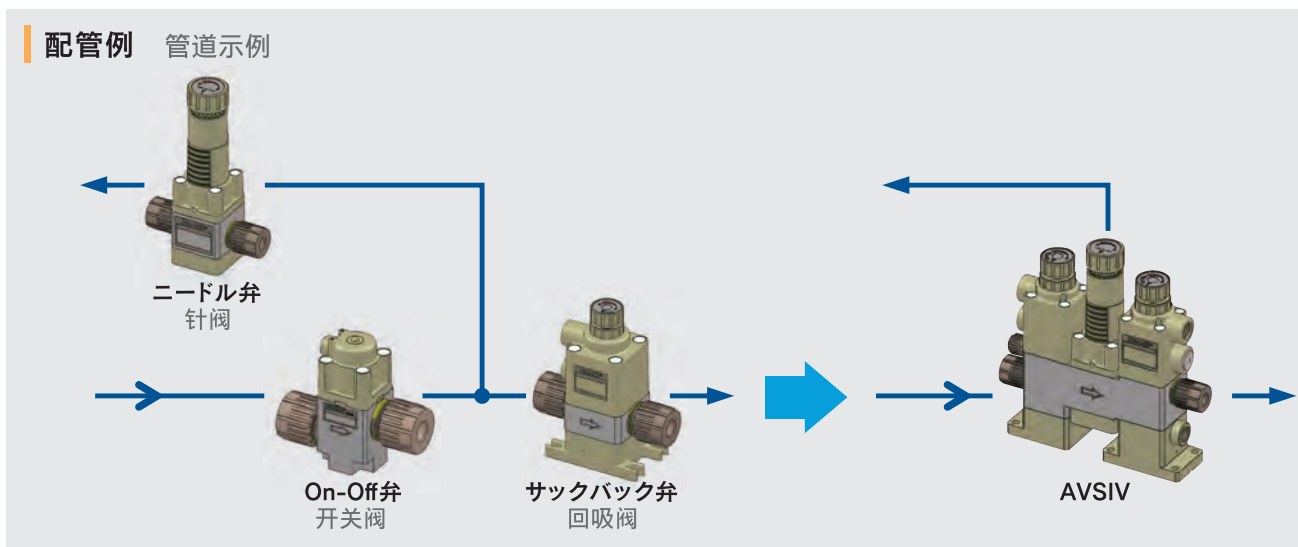 配管例 管道示例
ニードル弁
针阀
On-Off弁
开关阀
サックバック弁
回吸阀
AVSIV